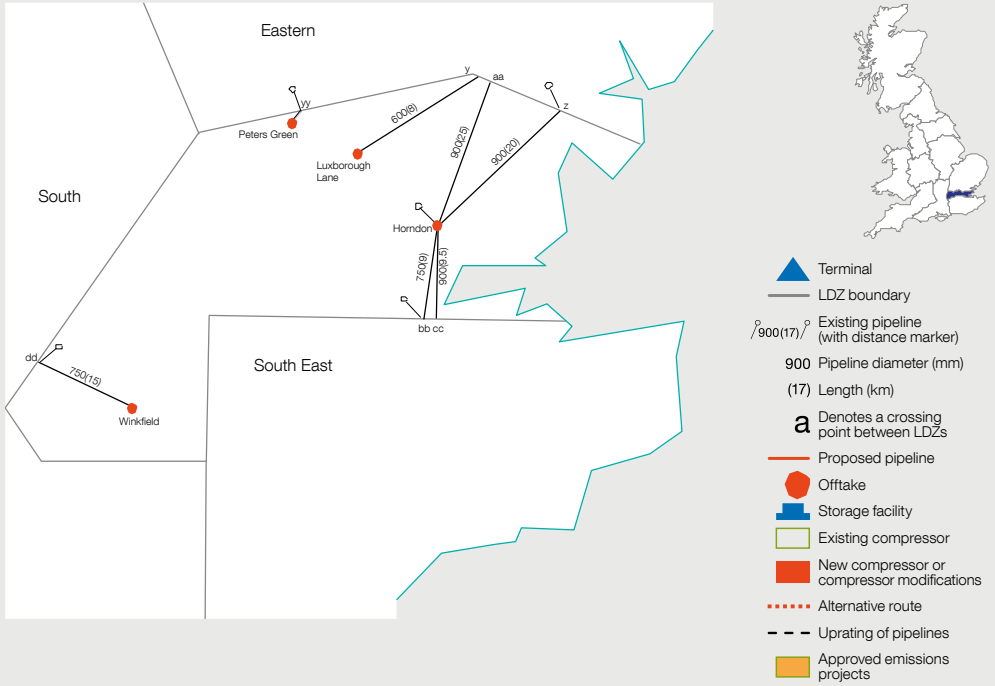 Eastern
y
aa
yy
z
Peters Green
600(8)
900(25)
900(20)
Luxborough
Lane
South
Horndon
750(9)
900(9.5)
bb cc
South East
dd
750(15)
Winkfield
Terminal
LDZ boundary
900(17)
Existing pipeline
(with distance marker)
900 Pipeline diameter (mm)
(17) Length (km)
a Denotes a crossing
point between LDZs
Proposed pipeline
Offtake
Storage facility
Existing compressor
New compressor or
compressor modifications
Alternative route
Uprating of pipelines
Approved emissions
projects